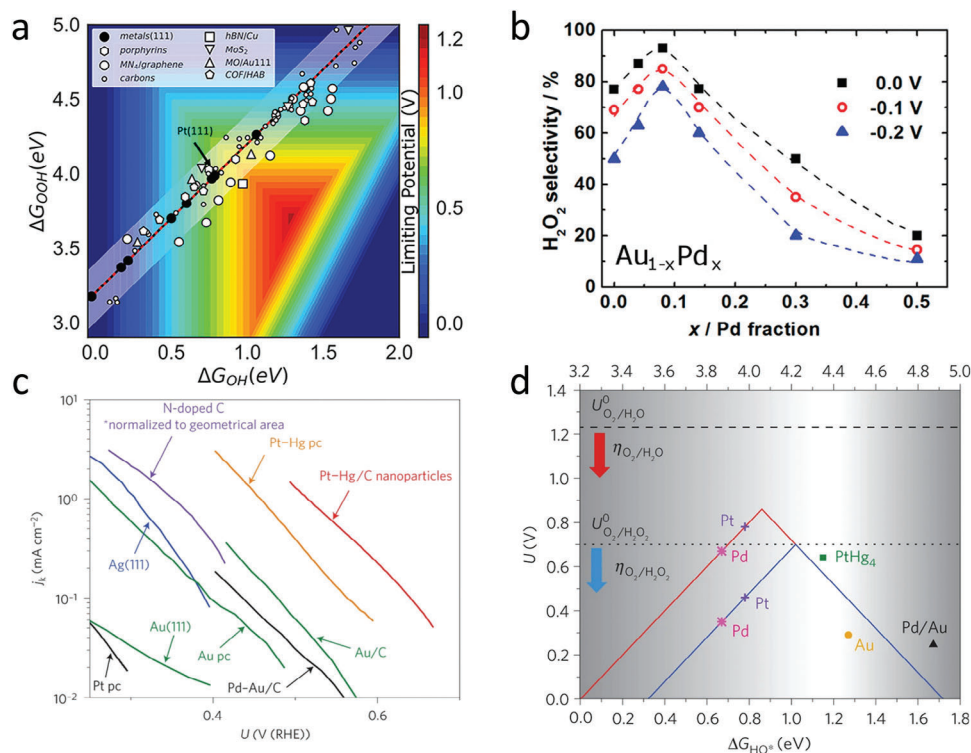 a
5.0
4.5
4.0
3.5
3.0
ΔG_OOH(eV)
metals(111)
porphyrins
MN₄/graphene
carbons
hBN/Cu
MoS₂
MO/Au111
COF/HAB
Pt(111)
0.0 0.5 1.0 1.5 2.0
ΔG_OH(eV)
1.2
1.0
0.5
0.0
Limiting Potential (V)
b
100
80
60
40
20
0
H₂O₂ selectivity / %
0.0 V
-0.1 V
-0.2 V
Au₁₋ₓPdₓ
0.0 0.1 0.2 0.3 0.4 0.5
x / Pd fraction
c
10¹
10⁰
10⁻¹
10⁻²
jₖ (mA cm⁻²)
N-doped C
*normalized to geometrical area
Pt–Hg pc
Pt–Hg/C nanoparticles
Ag(111)
Au(111)
Au pc
Au/C
Pt pc
Pd–Au/C
0.4 0.6
U (V (RHE))
d
3.2 3.4 3.6 3.8 4.0 4.2 4.4 4.6 4.8 5.0
1.4
1.2
1.0
0.8
0.6
0.4
0.2
0.0
U (V)
U⁰_O₂/H₂O
η_O₂/H₂O
U⁰_O₂/H₂O₂
η_O₂/H₂O₂
Pt
Pd
PtHg₄
Pt
Pd
Au
Pd/Au
0.0 0.2 0.4 0.6 0.8 1.0 1.2 1.4 1.6 1.8
ΔG_HO* (eV)